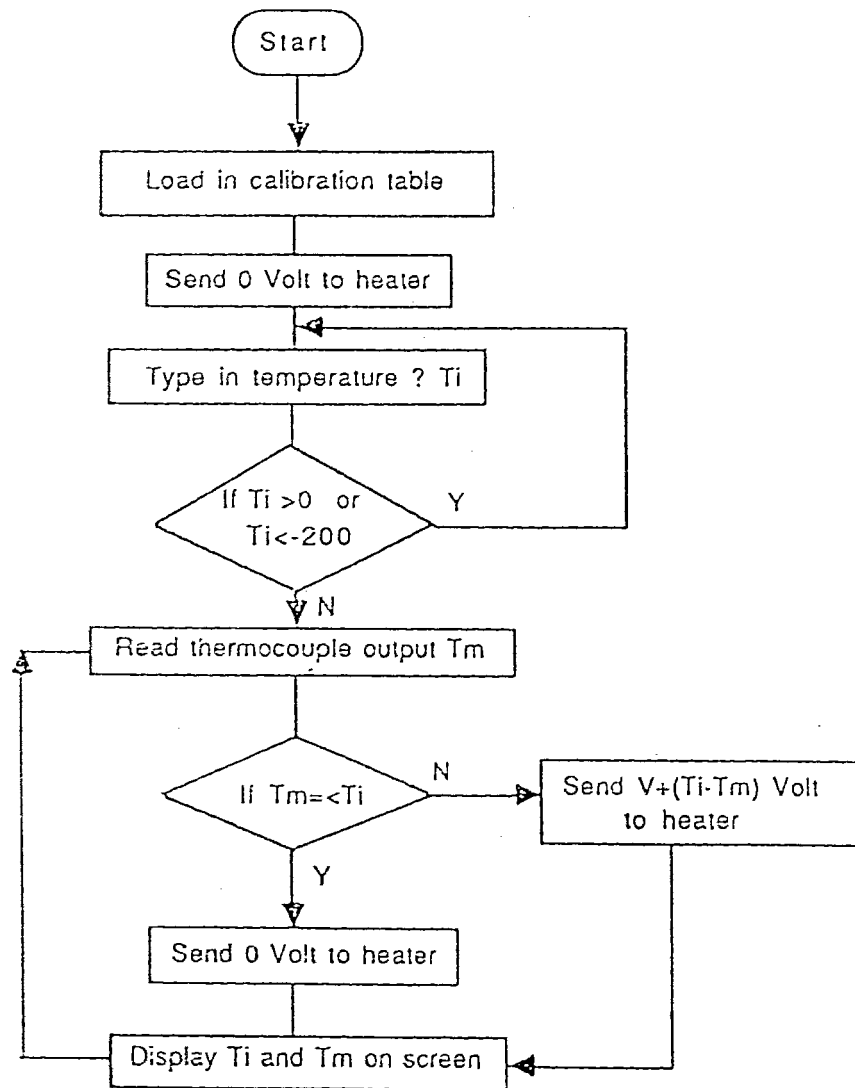 Start
Load in calibration table
Send 0 Volt to heater
Type in temperature ? Ti
If Ti >0 or
Ti<-200
Y
N
Read thermocouple output Tm
If Tm=<Ti
N
Send V+(Ti-Tm) Volt
to heater
Y
Send 0 Volt to heater
Display Ti and Tm on screen